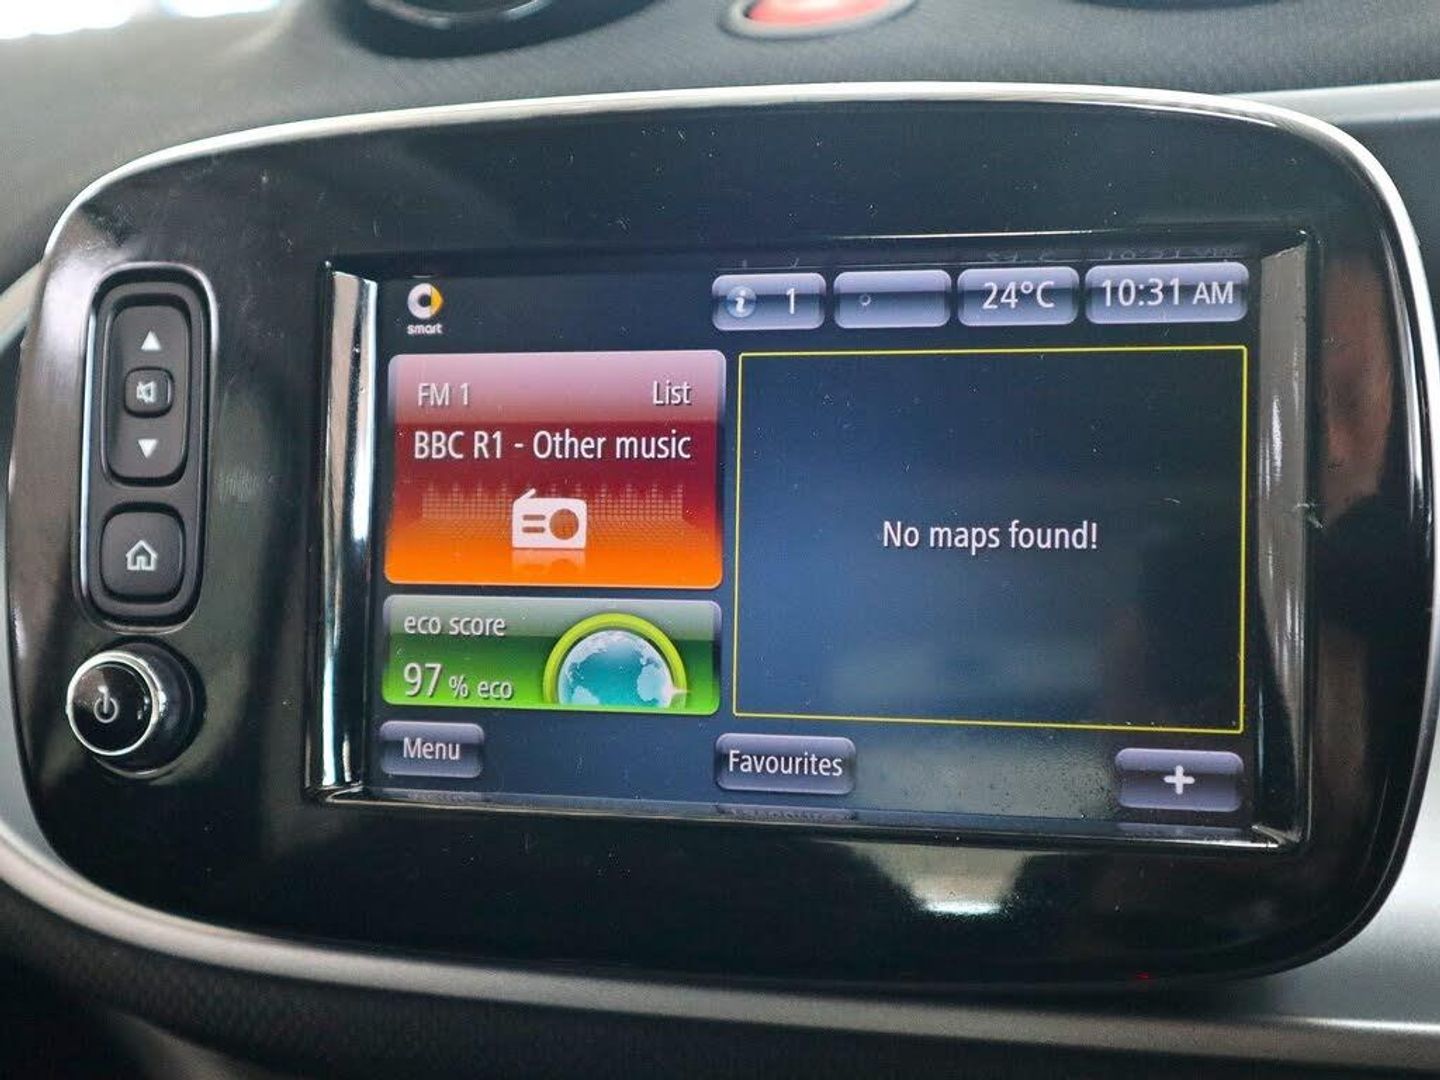 smart
1
24°C
10:31 AM
FM 1
List
BBC R1 - Other music
No maps found!
eco score
97 % eco
Menu
Favourites
+